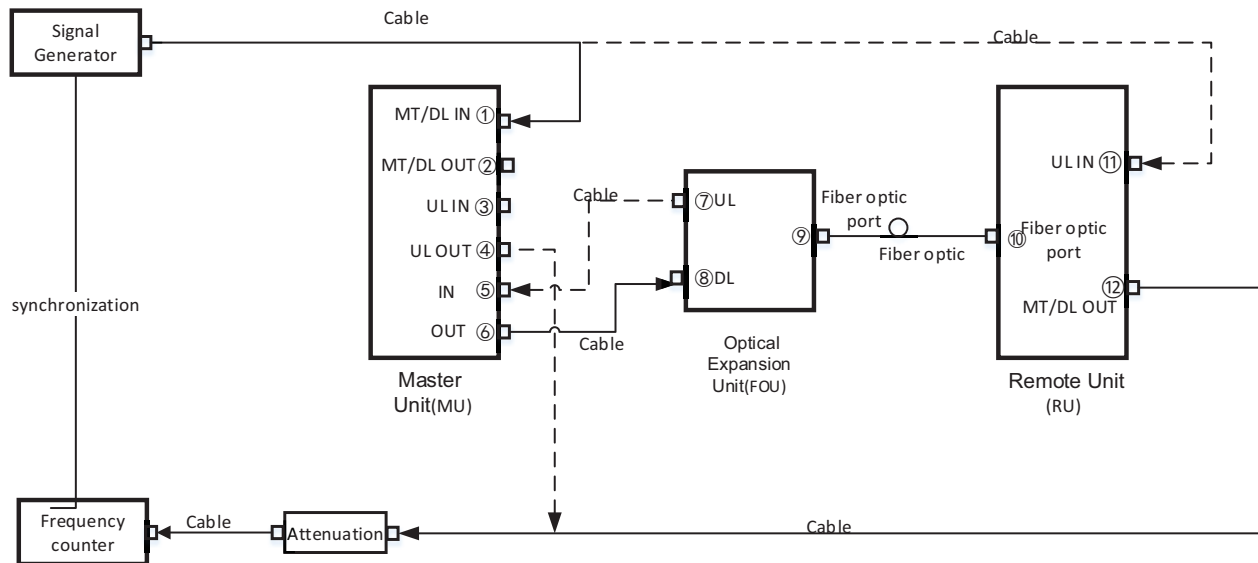 Cable
Signal
Generator
Cable
MT/DL IN ①
MT/DL OUT ②
UL IN ③
UL OUT ④
IN ⑤
OUT ⑥
Master
Unit(MU)
Cable
Cable
⑦UL
⑧DL
⑨
Optical
Expansion
Unit(FOU)
Fiber optic
port
Fiber optic
UL IN ⑪
⑩Fiber optic
port
⑫
MT/DL OUT
Remote Unit
(RU)
synchronization
Frequency
counter
Cable
Attenuation
Cable